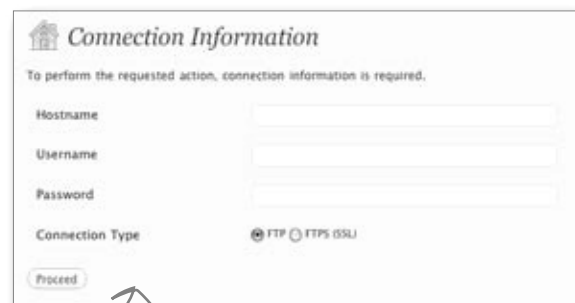 Connection Information
To perform the requested action, connection information is required.
Hostname
Username
Password
Connection Type FTP FTPS (SSL)
Proceed